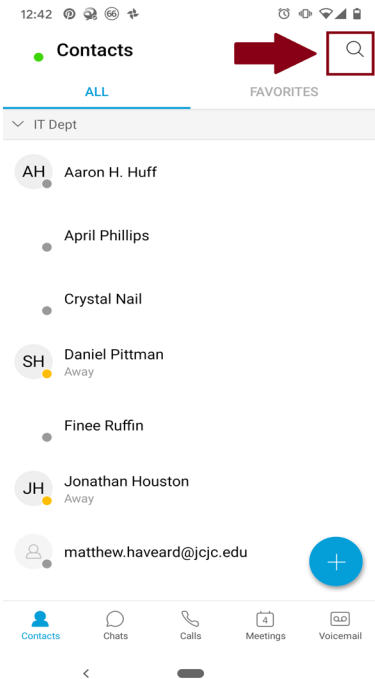 12:42 66
Contacts
ALL FAVORITES
IT Dept
AH Aaron H. Huff
April Phillips
Crystal Nail
SH Daniel Pittman
Away
Finee Ruffin
JH Jonathan Houston
Away
matthew.haveard@jcjc.edu
4
Contacts Chats Calls Meetings Voicemail